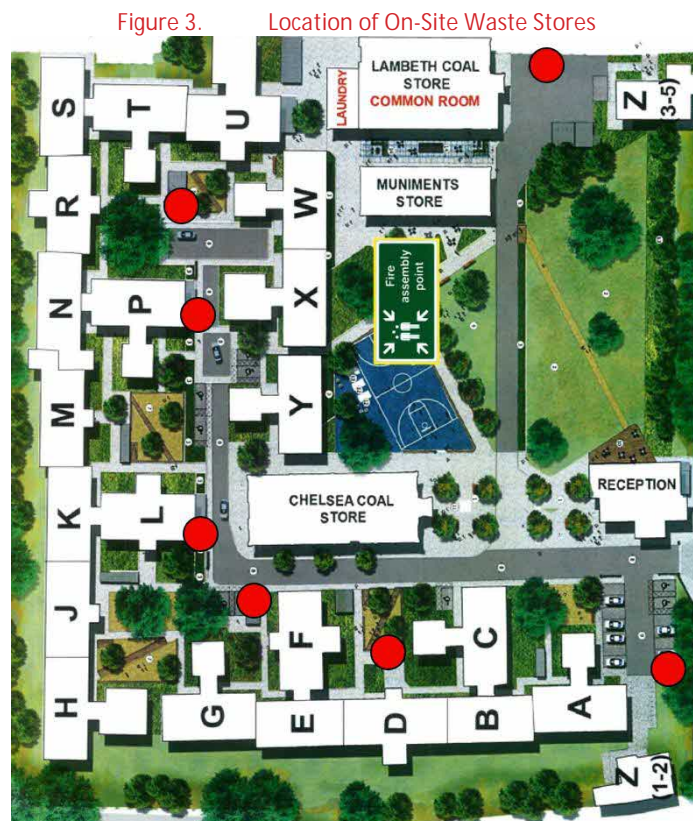 Figure 3. Location of On-Site Waste Stores
LAMBETH COAL
STORE
COMMON ROOM
LAUNDRY
MUNIMENTS
STORE
Fire
assembly
point
CHELSEA COAL
STORE
RECEPTION
S
T
U
Z
3-5)
R
W
N
P
X
M
Y
K
L
J
F
C
H
G
E
D
B
A
Z
(1-2)